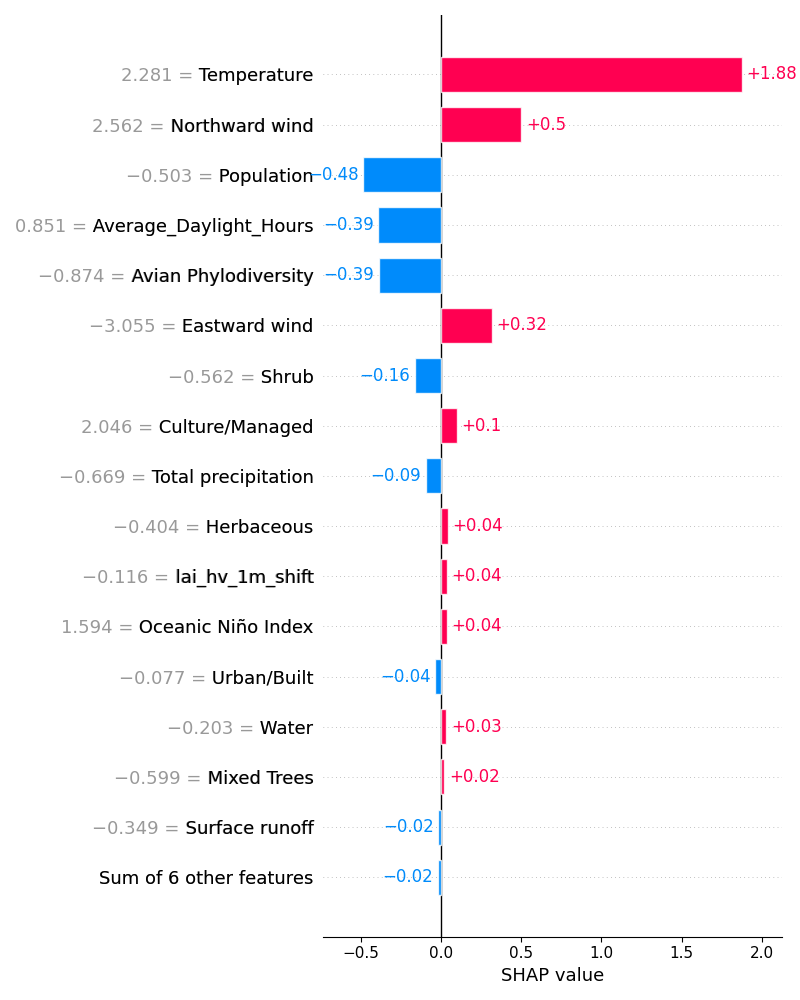 2.281 = Temperature +1.88
2.562 = Northward wind +0.5
−0.503 = Population −0.48
0.851 = Average_Daylight_Hours −0.39
−0.874 = Avian Phylodiversity −0.39
−3.055 = Eastward wind +0.32
−0.562 = Shrub −0.16
2.046 = Culture/Managed +0.1
−0.669 = Total precipitation −0.09
−0.404 = Herbaceous +0.04
−0.116 = lai_hv_1m_shift +0.04
1.594 = Oceanic Niño Index +0.04
−0.077 = Urban/Built −0.04
−0.203 = Water +0.03
−0.599 = Mixed Trees +0.02
−0.349 = Surface runoff −0.02
Sum of 6 other features −0.02
−0.5 0.0 0.5 1.0 1.5 2.0
SHAP value